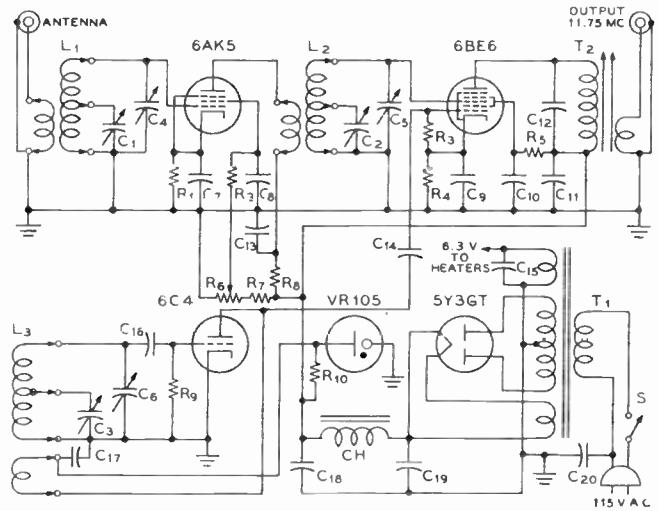 ANTENNA
OUTPUT
11.75 MC
L1
6AK5
L2
6BE6
T2
C4
C1
C5
C2
R3
C12
R5
R1
C7
R3
C8
R4
C9
C10
C11
C13
C14
6.3 V
TO
HEATERS
C15
R6
R7
R8
6C4
VR105
5Y3GT
T1
L3
C16
C6
R9
C3
R10
S
C17
CH
C18
C19
C20
115 V A C